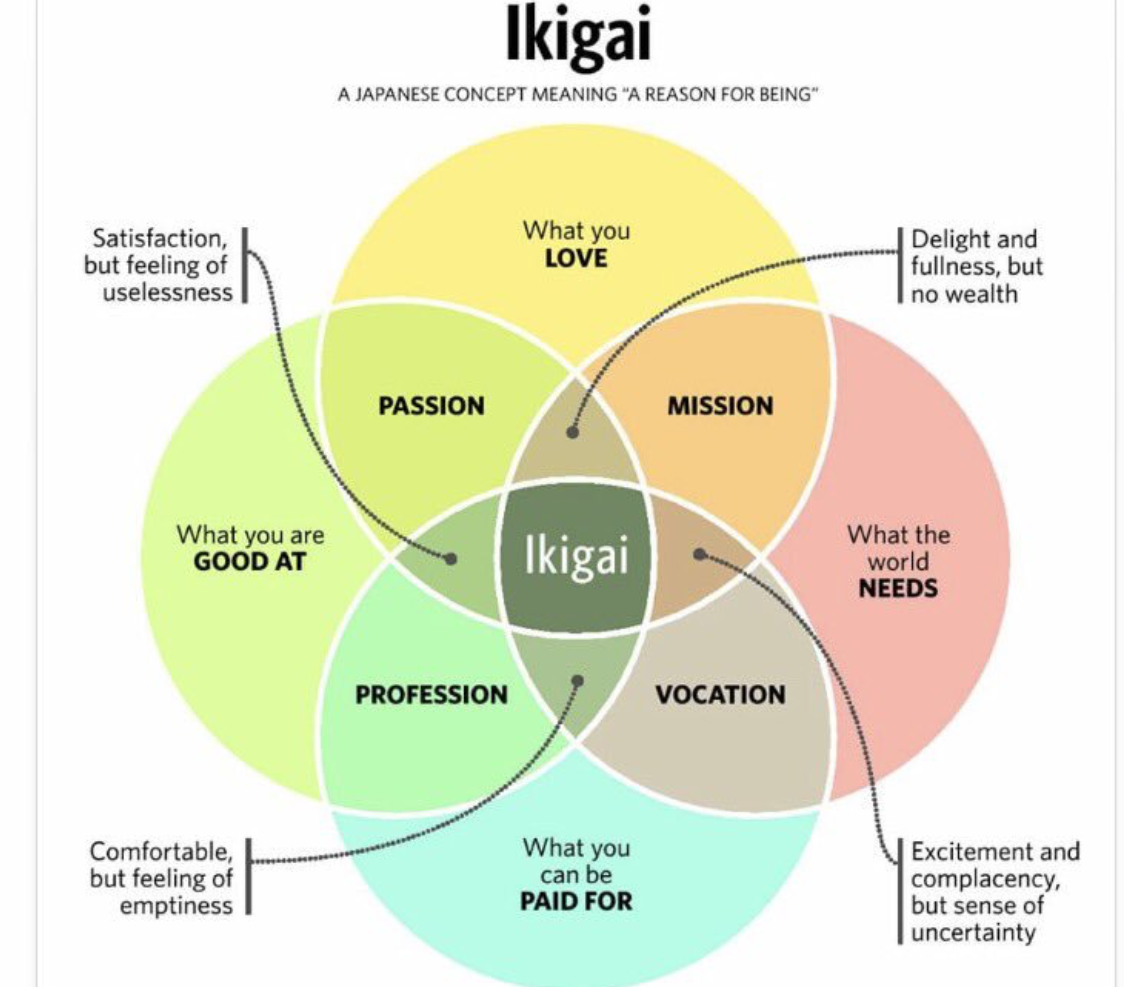 Ikigai
A JAPANESE CONCEPT MEANING “A REASON FOR BEING”
Satisfaction,
but feeling of
uselessness
What you
LOVE
Delight and
fullness, but
no wealth
PASSION
MISSION
What you are
GOOD AT
Ikigai
What the
world
NEEDS
PROFESSION
VOCATION
Comfortable,
but feeling of
emptiness
What you
can be
PAID FOR
Excitement and
complacency,
but sense of
uncertainty